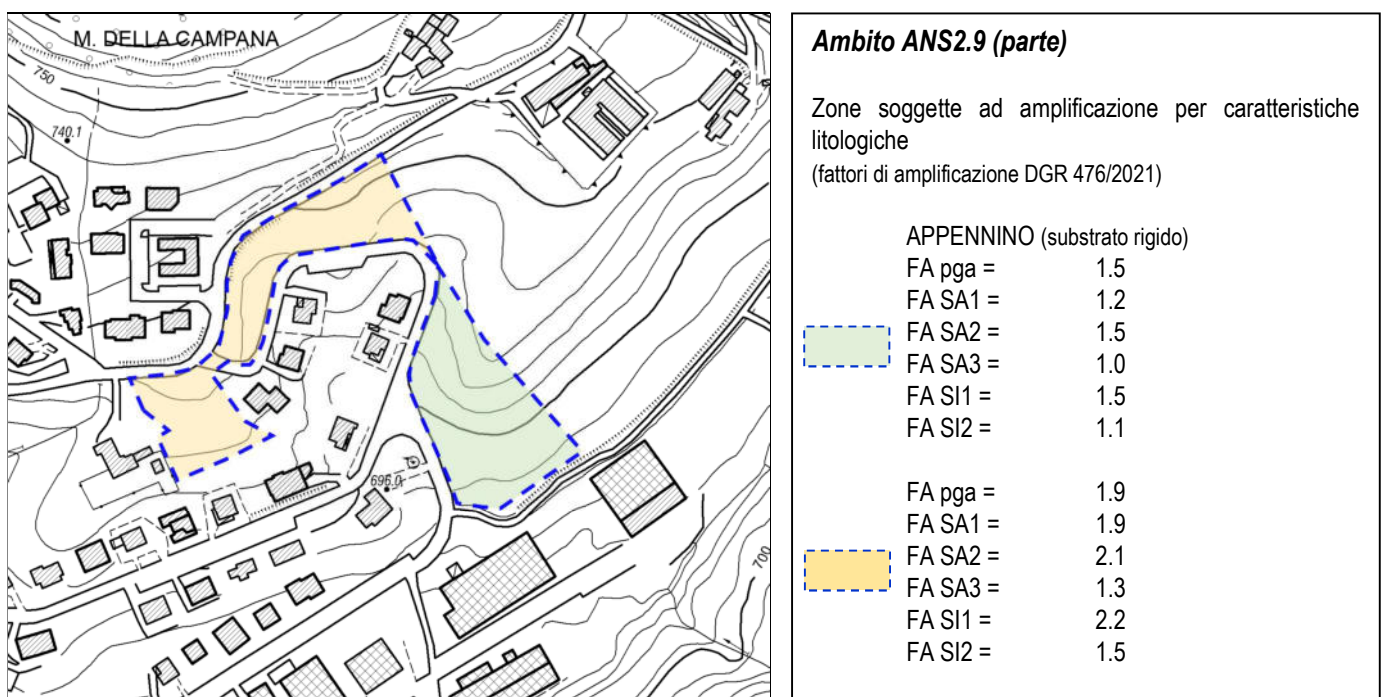 M. DELLA CAMPANA
750
740.1
696.0
700
Ambito ANS2.9 (parte)
Zone soggette ad amplificazione per caratteristiche
litologiche
(fattori di amplificazione DGR 476/2021)
APPENNINO (substrato rigido)
FA pga = 1.5
FA SA1 = 1.2
FA SA2 = 1.5
FA SA3 = 1.0
FA SI1 = 1.5
FA SI2 = 1.1
FA pga = 1.9
FA SA1 = 1.9
FA SA2 = 2.1
FA SA3 = 1.3
FA SI1 = 2.2
FA SI2 = 1.5